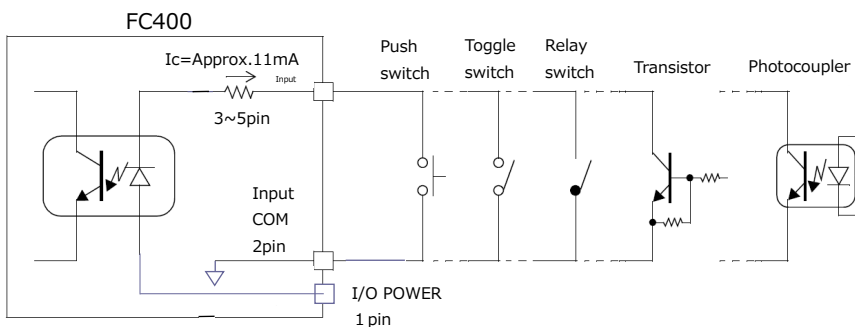 FC400
Ic=Approx.11mA
Input
3~5pin
Input
COM
2pin
I/O POWER
1 pin
Push
switch
Toggle
switch
Relay
switch
Transistor
Photocoupler